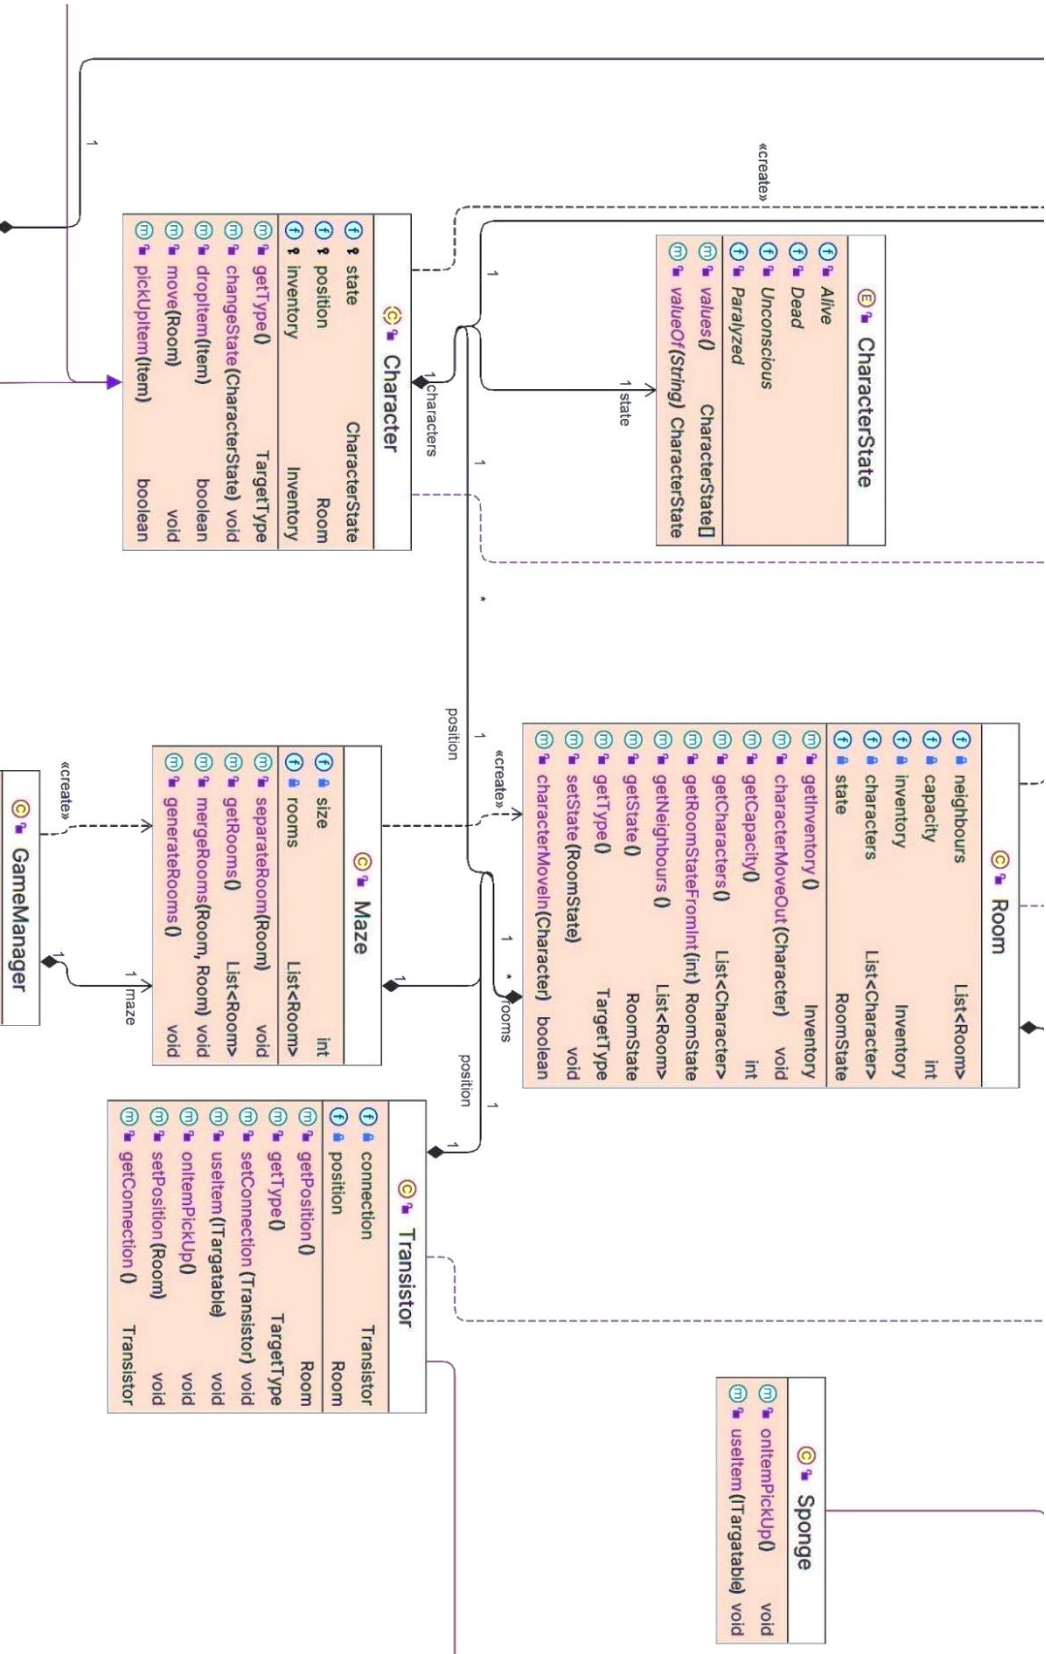 «create»
CharacterState
Alive
Dead
Unconscious
Paralyzed
values() CharacterState[]
valueOf(String) CharacterState
1
1 state
1
Character
state CharacterState
position Room
inventory Inventory
getType() TargetType
changeState(CharacterState) void
dropItem(Item) boolean
move(Room) void
pickUpItem(Item) boolean
1 characters
1
*
1
position
Room
neighbours List<Room>
capacity int
inventory Inventory
characters List<Character>
state RoomState
getInventory() Inventory
characterMoveOut(Character) void
getCapacity() int
getCharacters() List<Character>
getRoomStateFromInt(int) RoomState
getNeighbours() List<Room>
getState() RoomState
getType() TargetType
setState(RoomState) void
characterMoveIn(Character) boolean
«create»
1
*
rooms
Maze
size int
rooms List<Room>
separateRoom(Room) void
getRooms() List<Room>
mergeRooms(Room, Room) void
generateRooms() void
1
«create»
GameManager
1
1 maze
position
1
1
Transistor
connection Transistor
position Room
getPosition() Room
getType() TargetType
setConnection(Transistor) void
useItem(ITargatable) void
onItemPickUp() void
setPosition(Room) void
getConnection() Transistor
Sponge
onItemPickUp() void
useItem(ITargatable) void